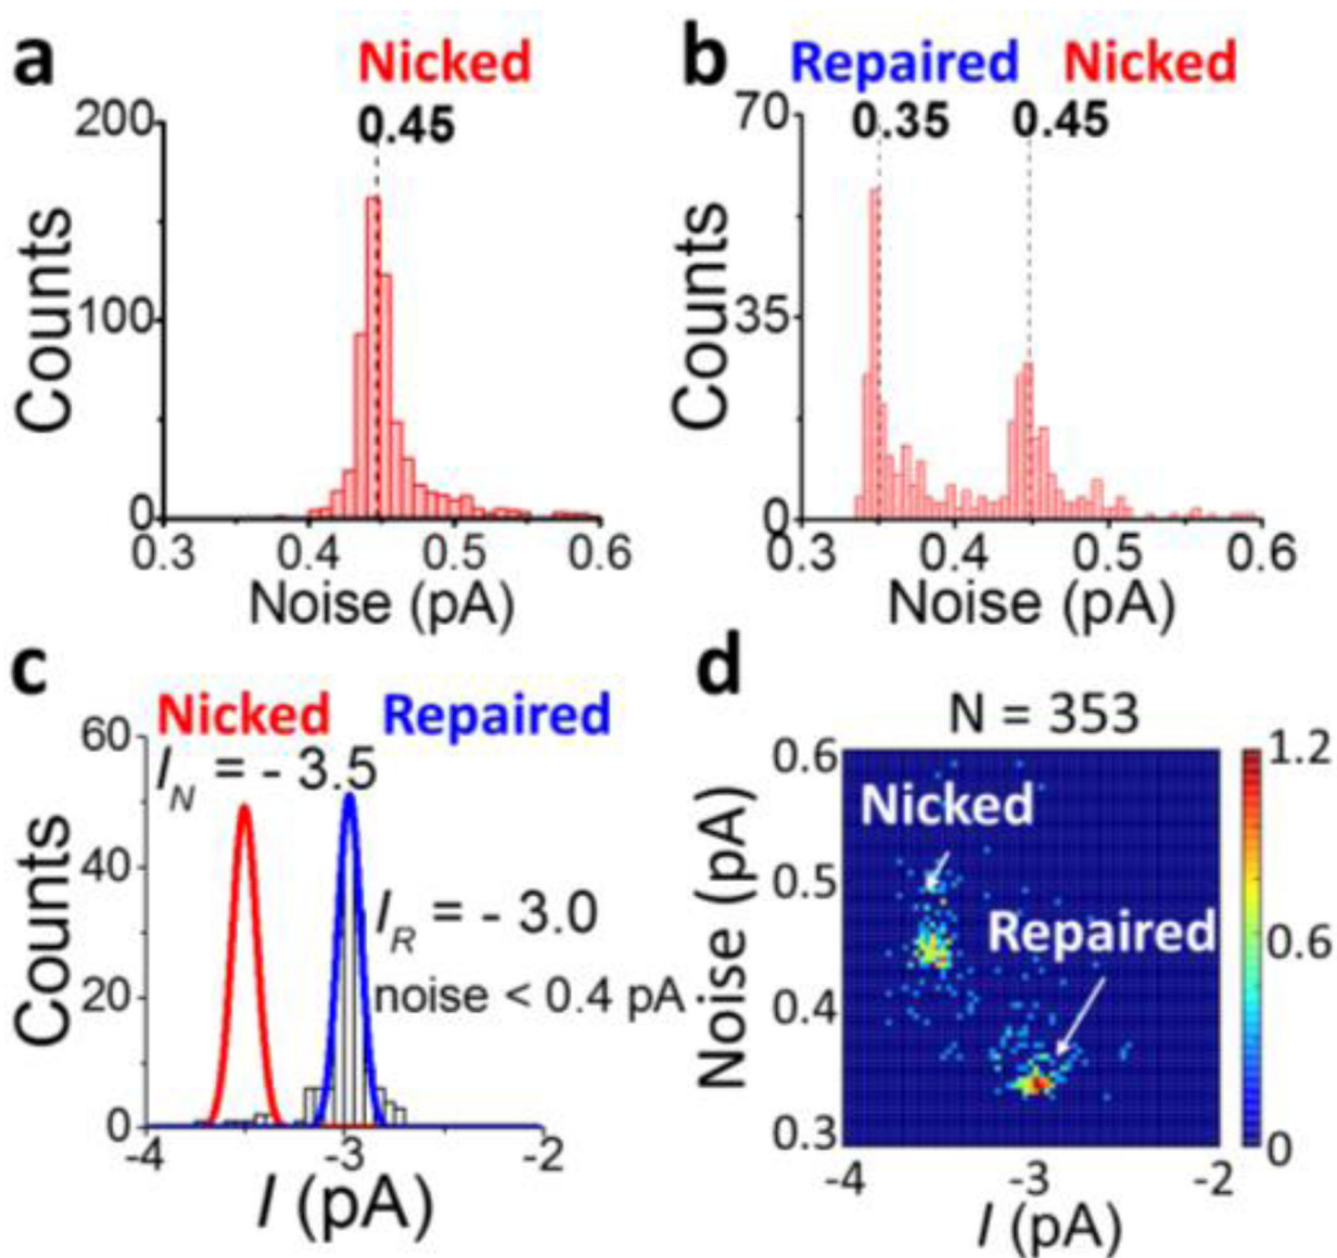 a
Nicked
0.45
200
100
0
Counts
0.3 0.4 0.5 0.6
Noise (pA)
b
Repaired Nicked
0.35 0.45
70
35
0
Counts
0.3 0.4 0.5 0.6
Noise (pA)
c
Nicked Repaired
I_N = - 3.5
I_R = - 3.0
noise < 0.4 pA
60
40
20
0
Counts
-4 -3 -2
I (pA)
d
N = 353
Nicked
Repaired
0.6
0.5
0.4
0.3
Noise (pA)
-4 -3 -2
I (pA)
1.2
0.6
0